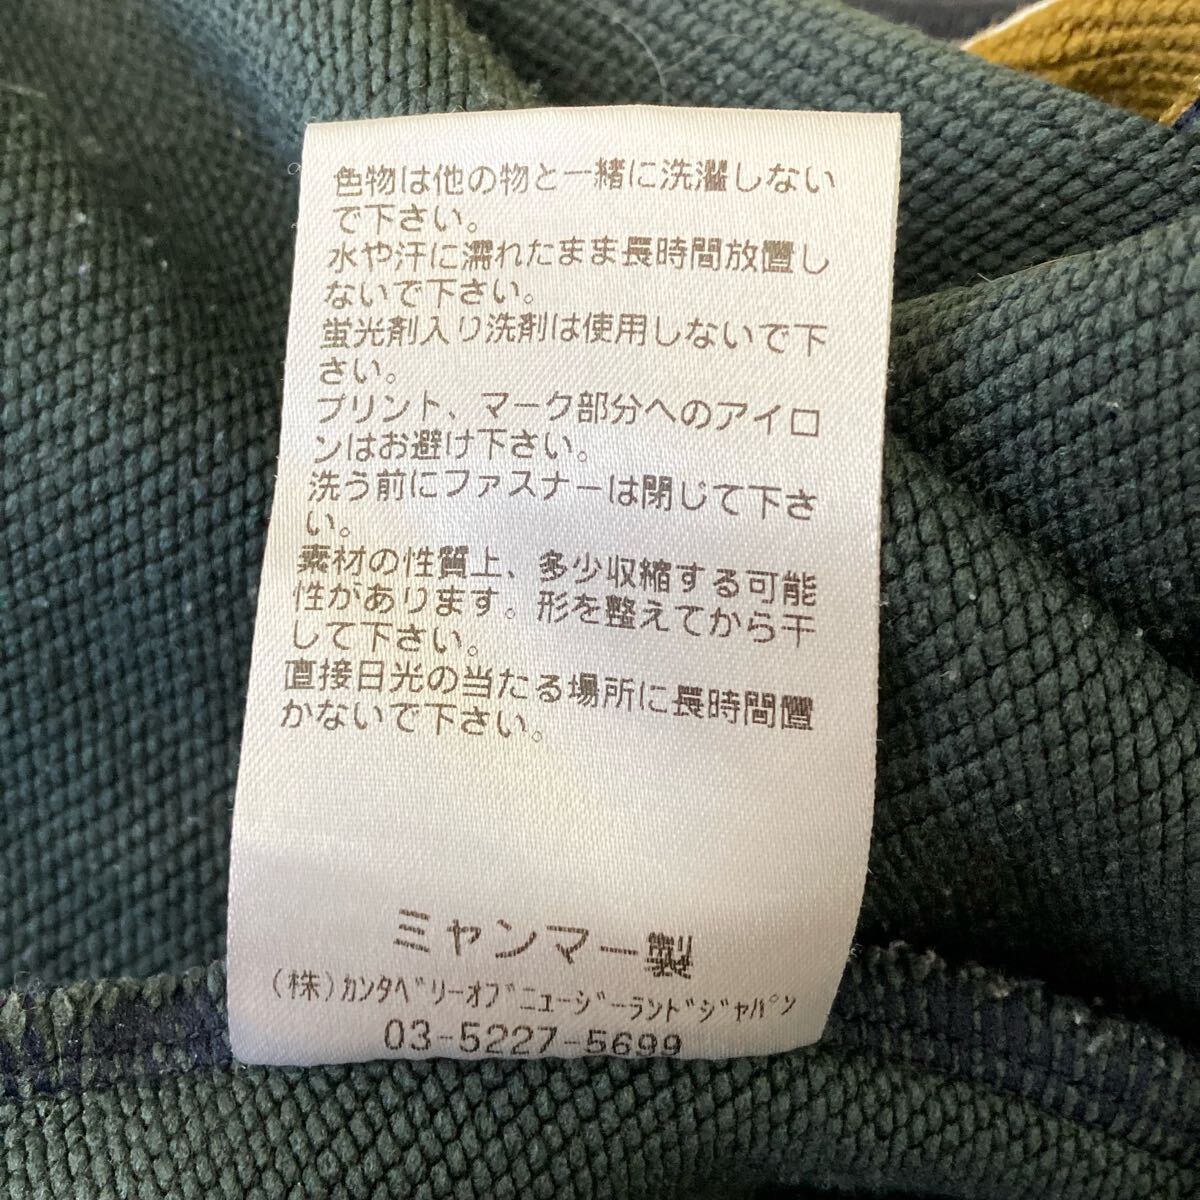 色物は他の物と一緒に洗濯しない
で下さい。
水や汗に濡れたまま長時間放置し
ないで下さい。
蛍光剤入り洗剤は使用しないで下
さい。
プリント、マーク部分へのアイロ
ンはお避け下さい。
洗う前にファスナーは閉じて下さ
い。
素材の性質上、多少収縮する可能
性があります。形を整えてから干
して下さい。
直接日光の当たる場所に長時間置
かないで下さい。
ミャンマー製
(株)ｶﾝﾀﾍﾞﾘｰｵﾌﾞﾆｭｰｼﾞｰﾗﾝﾄﾞｼﾞｬﾊﾟﾝ
03-5227-5699